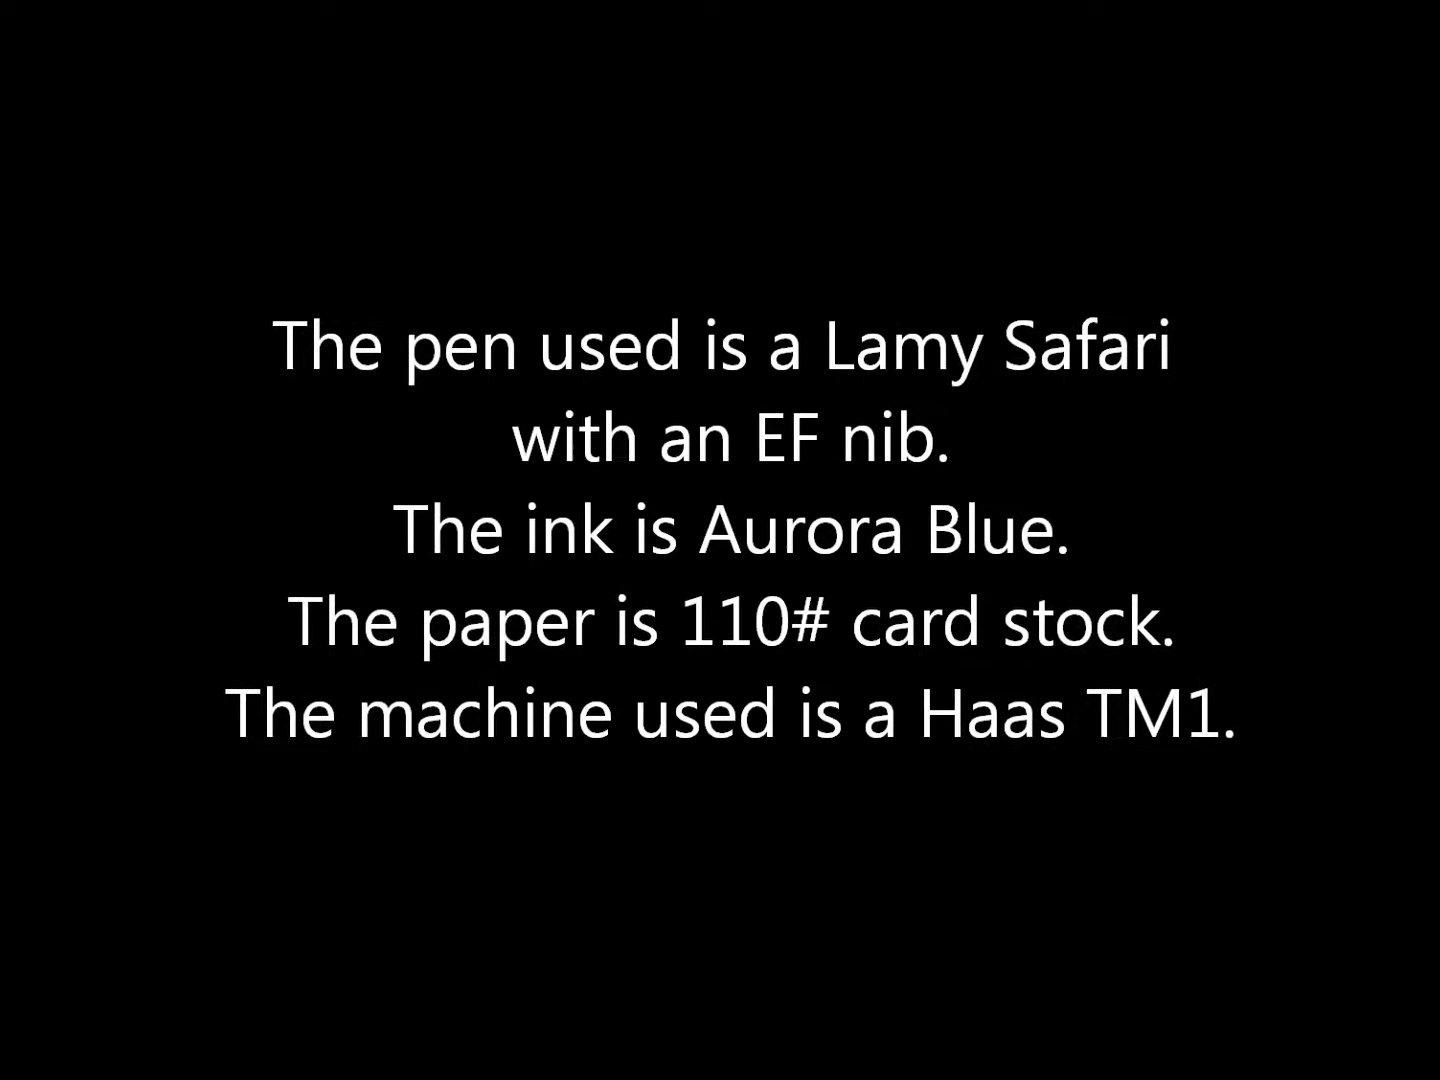 The pen used is a Lamy Safari
with an EF nib.
The ink is Aurora Blue.
The paper is 110# card stock.
The machine used is a Haas TM1.